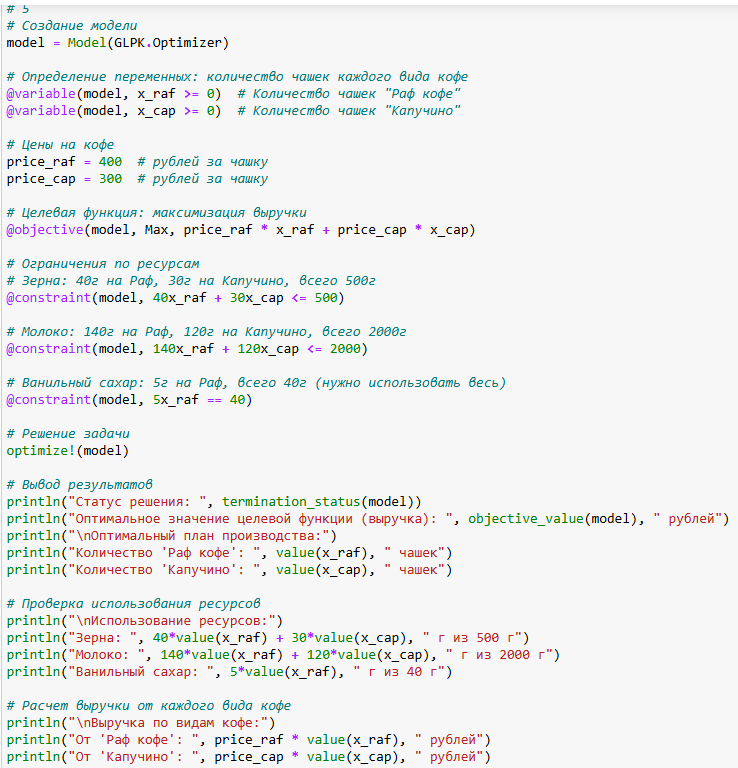 # 5
# Создание модели
model = Model(GLPK.Optimizer)

# Определение переменных: количество чашек каждого вида кофе
@variable(model, x_raf >= 0)  # Количество чашек "Раф кофе"
@variable(model, x_cap >= 0)  # Количество чашек "Капучино"

# Цены на кофе
price_raf = 400  # рублей за чашку
price_cap = 300  # рублей за чашку

# Целевая функция: максимизация выручки
@objective(model, Max, price_raf * x_raf + price_cap * x_cap)

# Ограничения по ресурсам
# Зерна: 40г на Раф, 30г на Капучино, всего 500г
@constraint(model, 40x_raf + 30x_cap <= 500)

# Молоко: 140г на Раф, 120г на Капучино, всего 2000г
@constraint(model, 140x_raf + 120x_cap <= 2000)

# Ванильный сахар: 5г на Раф, всего 40г (нужно использовать весь)
@constraint(model, 5x_raf == 40)

# Решение задачи
optimize!(model)

# Вывод результатов
println("Статус решения: ", termination_status(model))
println("Оптимальное значение целевой функции (выручка): ", objective_value(model), " рублей")
println("\nОптимальный план производства:")
println("Количество 'Раф кофе': ", value(x_raf), " чашек")
println("Количество 'Капучино': ", value(x_cap), " чашек")

# Проверка использования ресурсов
println("\nИспользование ресурсов:")
println("Зерна: ", 40*value(x_raf) + 30*value(x_cap), " г из 500 г")
println("Молоко: ", 140*value(x_raf) + 120*value(x_cap), " г из 2000 г")
println("Ванильный сахар: ", 5*value(x_raf), " г из 40 г")

# Расчет выручки от каждого вида кофе
println("\nВыручка по видам кофе:")
println("От 'Раф кофе': ", price_raf * value(x_raf), " рублей")
println("От 'Капучино': ", price_cap * value(x_cap), " рублей")